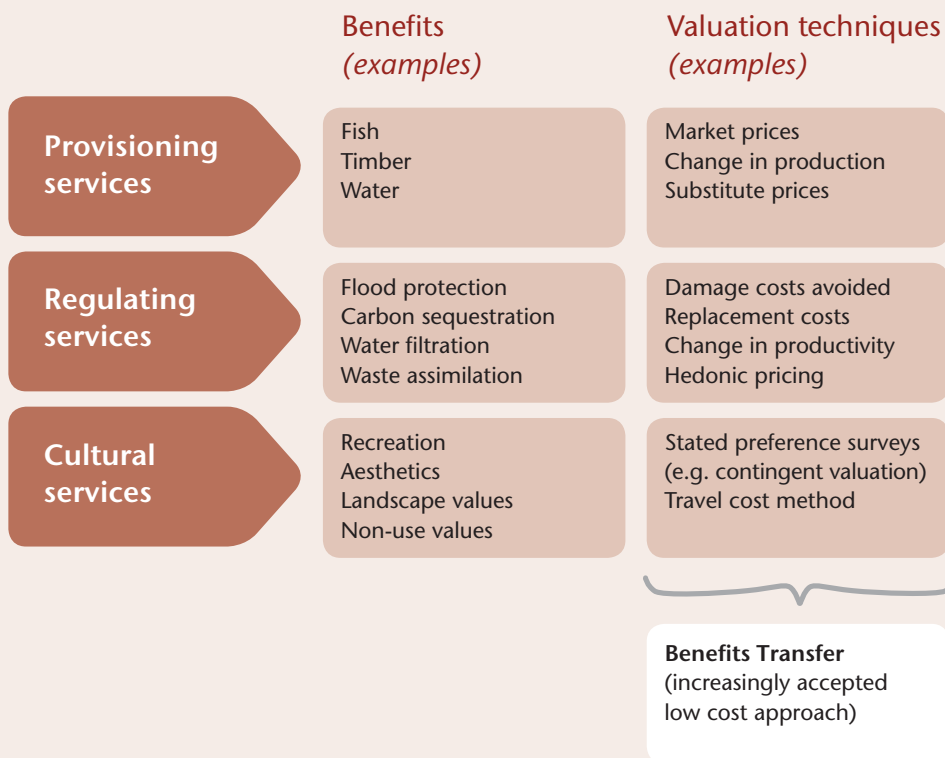 Benefits
(examples)
Valuation techniques
(examples)
Provisioning
services
Fish
Timber
Water
Market prices
Change in production
Substitute prices
Regulating
services
Flood protection
Carbon sequestration
Water filtration
Waste assimilation
Damage costs avoided
Replacement costs
Change in productivity
Hedonic pricing
Cultural
services
Recreation
Aesthetics
Landscape values
Non-use values
Stated preference surveys
(e.g. contingent valuation)
Travel cost method
Benefits Transfer
(increasingly accepted
low cost approach)